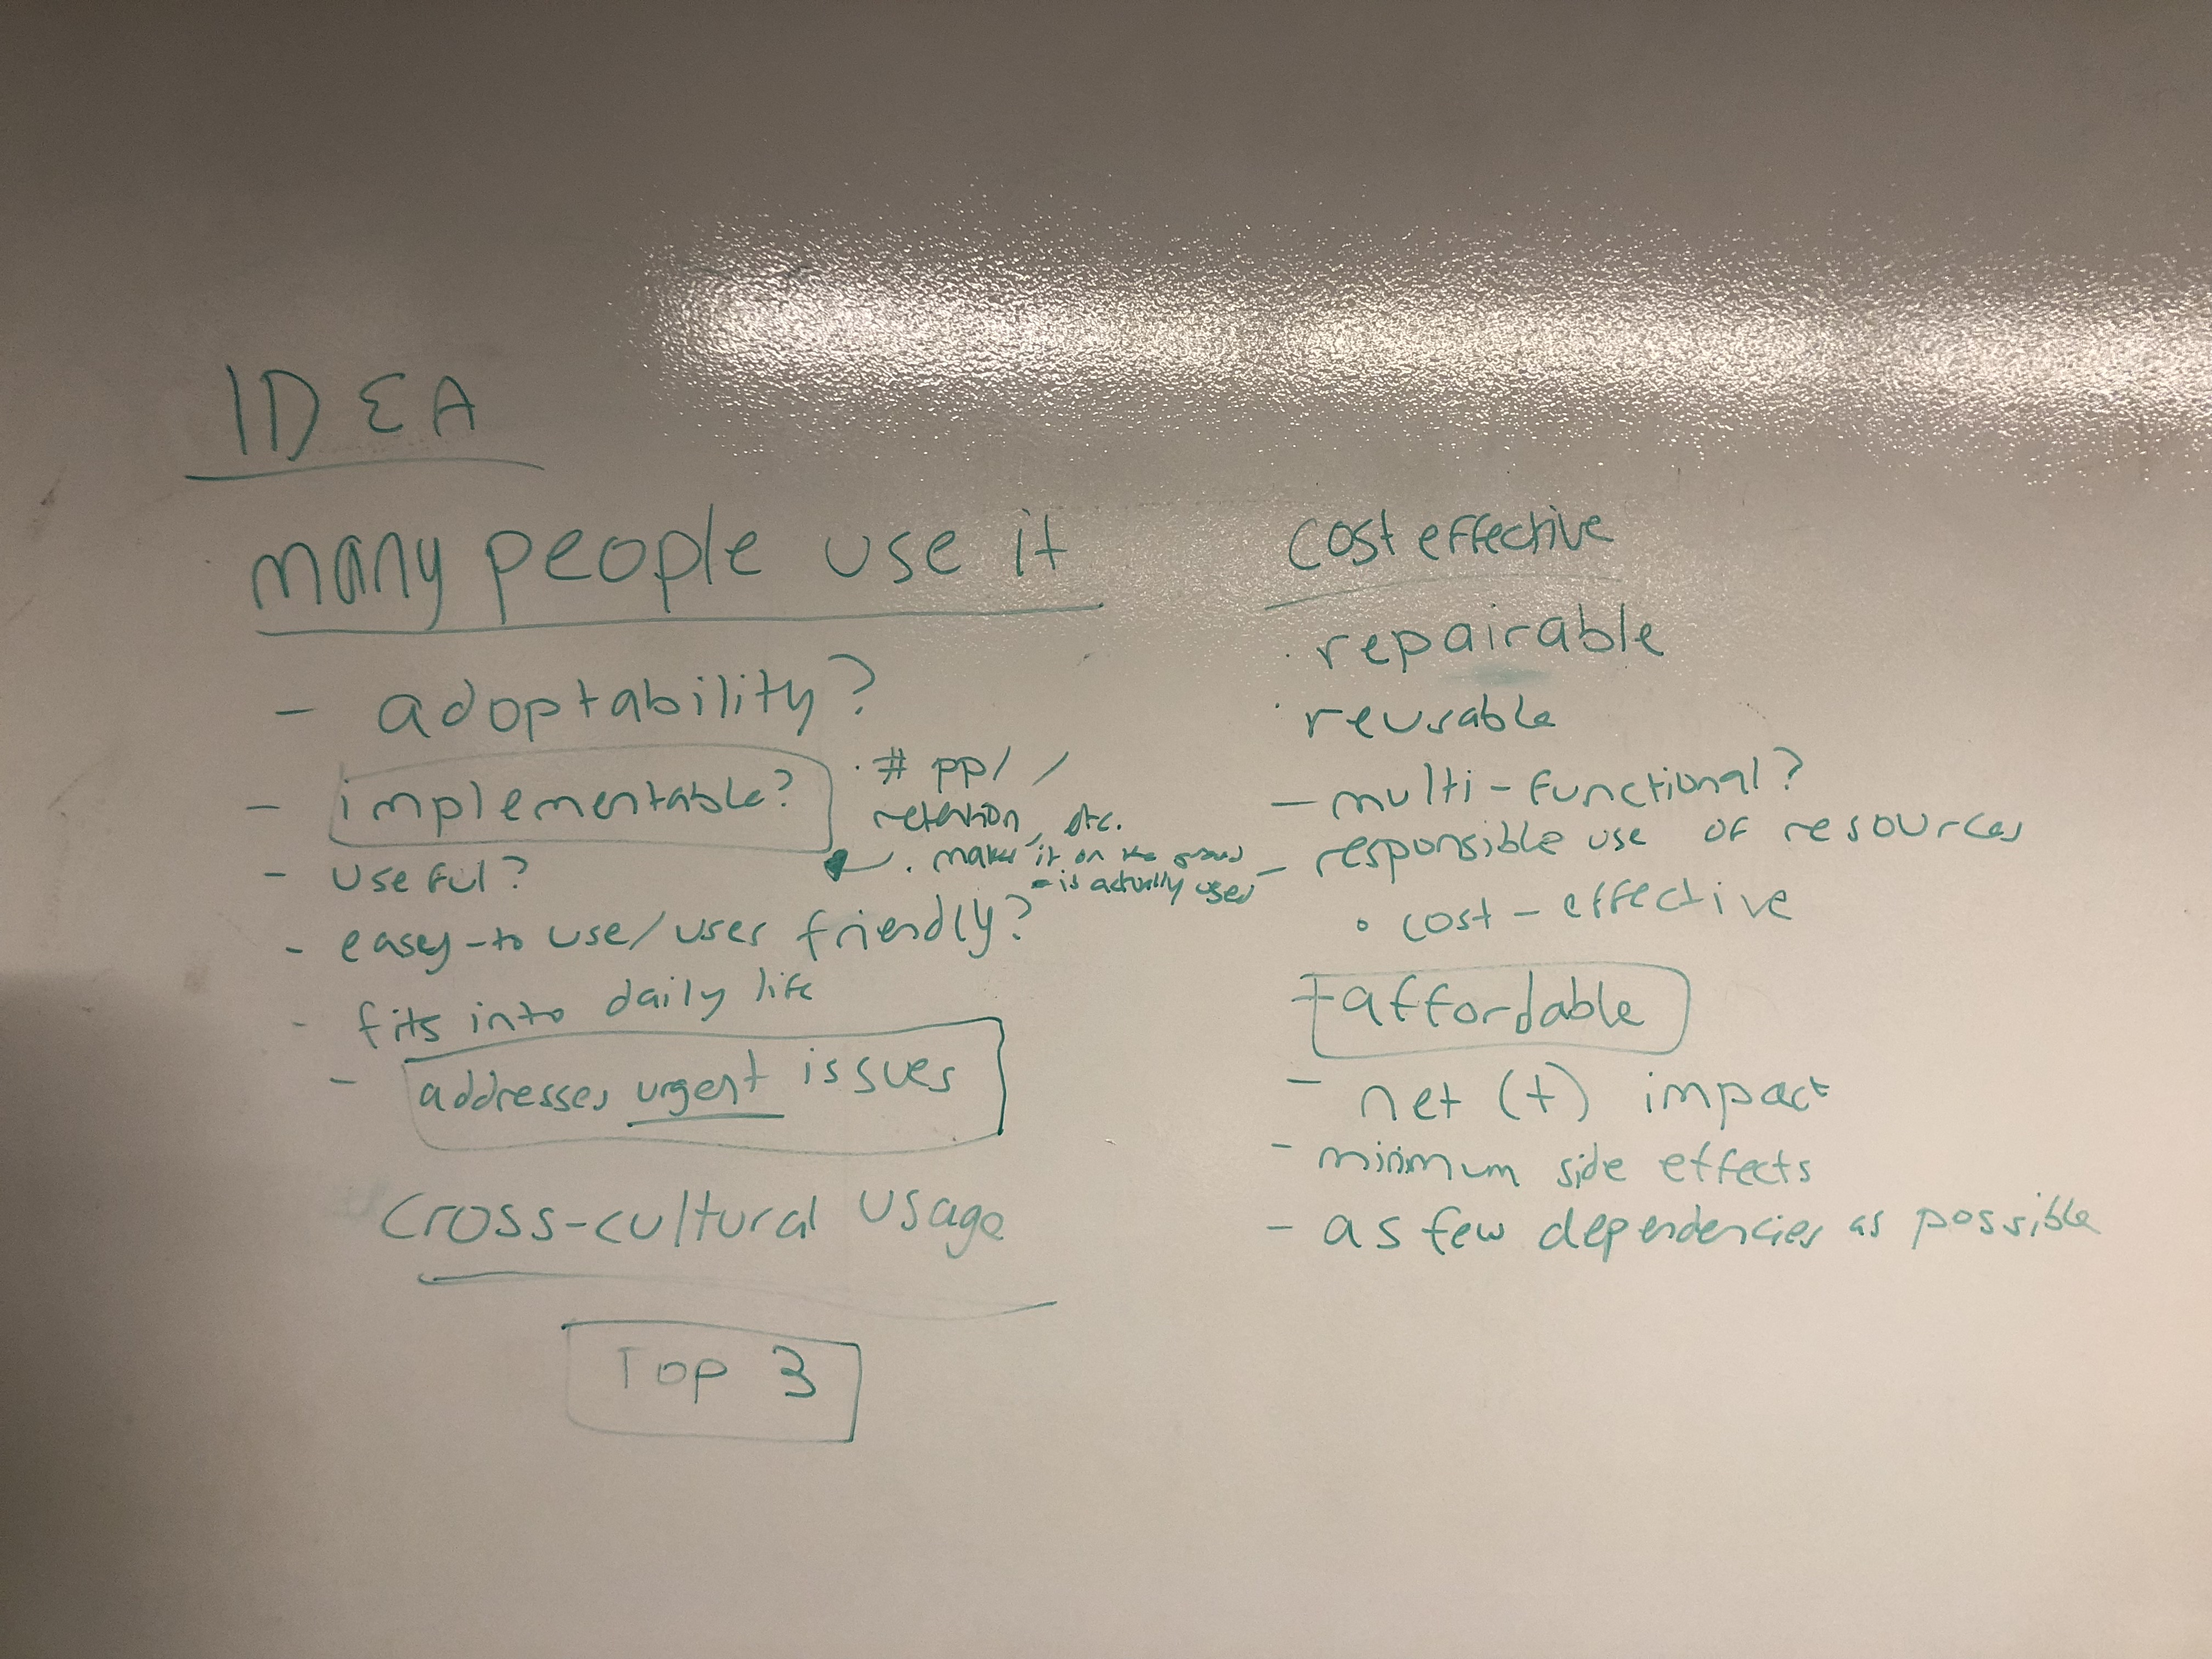 IDEA
many people use it
- adoptability?
- implementable?
· # ppl /
retention, etc.
· makes it on the ground
- is actually used
- useful?
- easy-to use/user friendly?
- fits into daily life
- addresses urgent issues
Cross-cultural usage
Top 3
cost effective
· repairable
· reusable
- multi-functional?
- responsible use of resources
• cost-effective
- affordable
- net (+) impact
- minimum side effects
- as few dependencies as possible